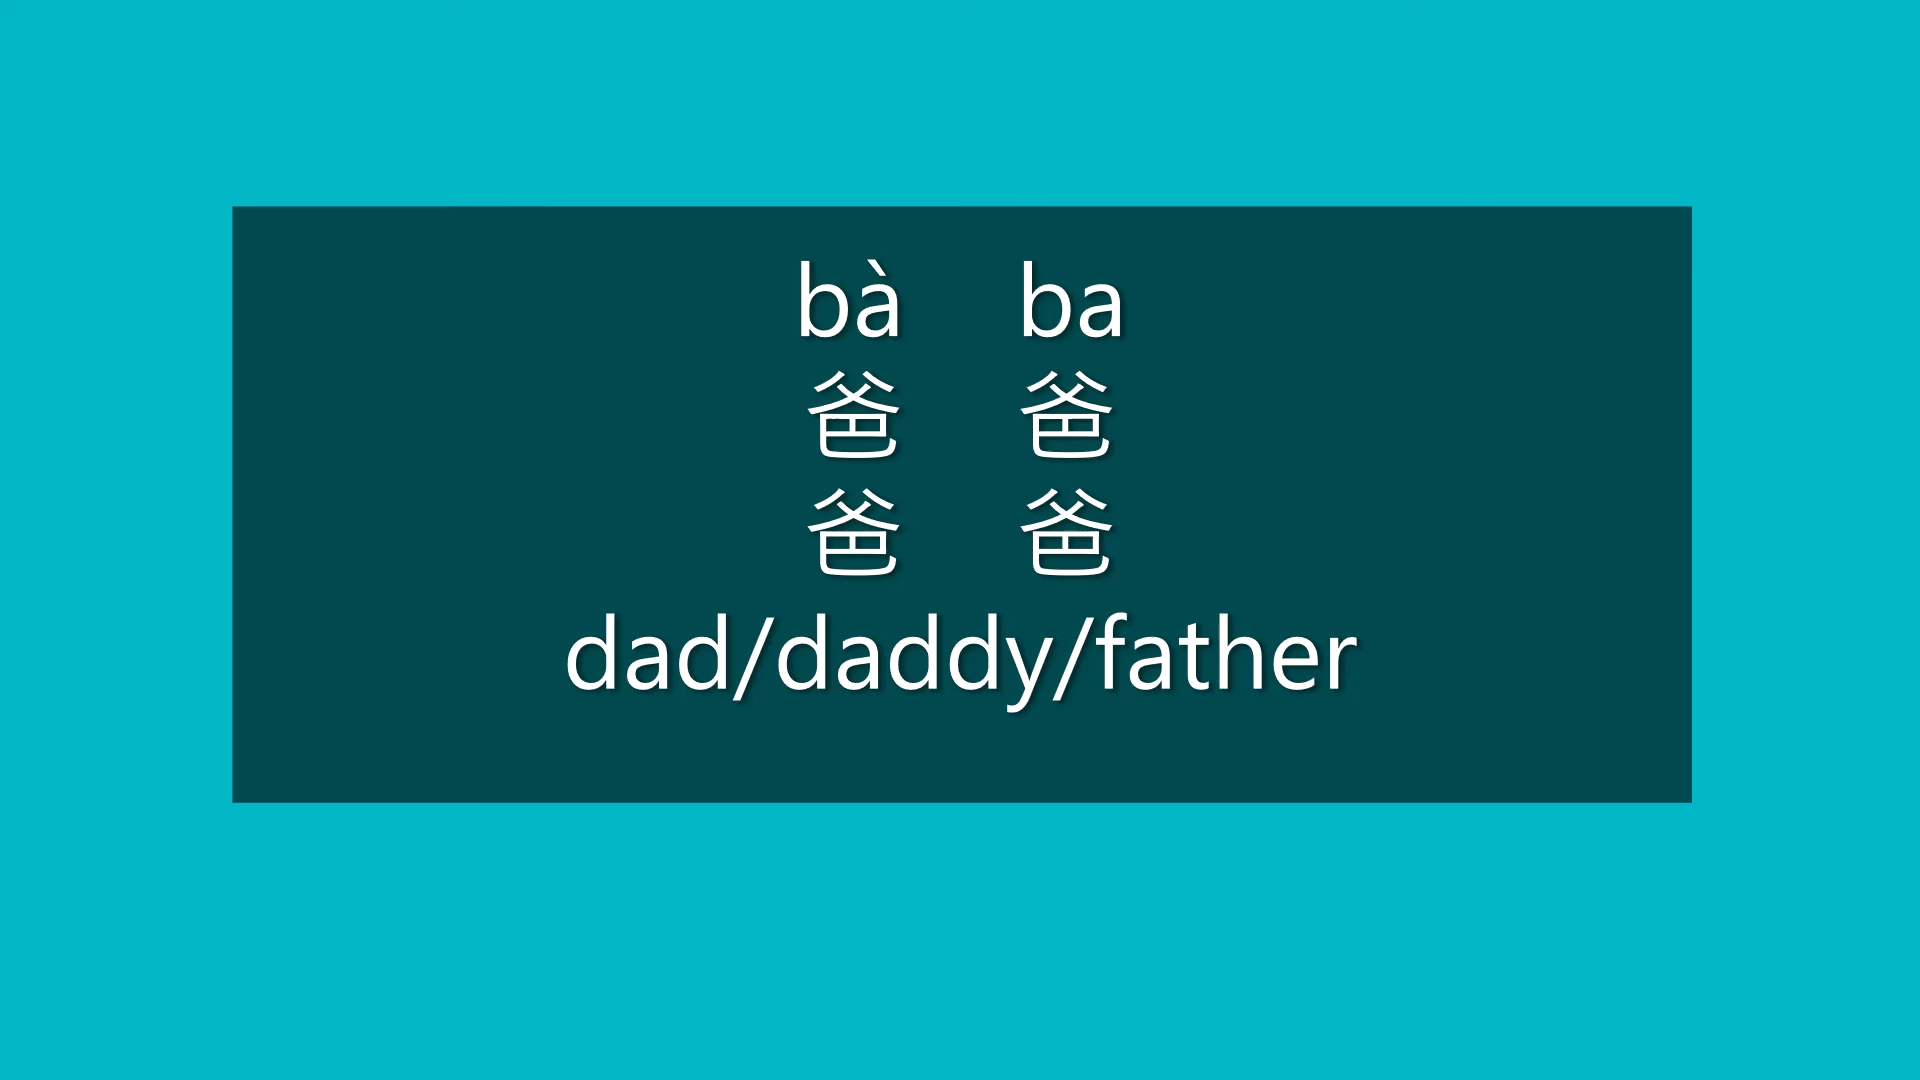 bà ba
爸 爸
爸 爸
dad/daddy/father